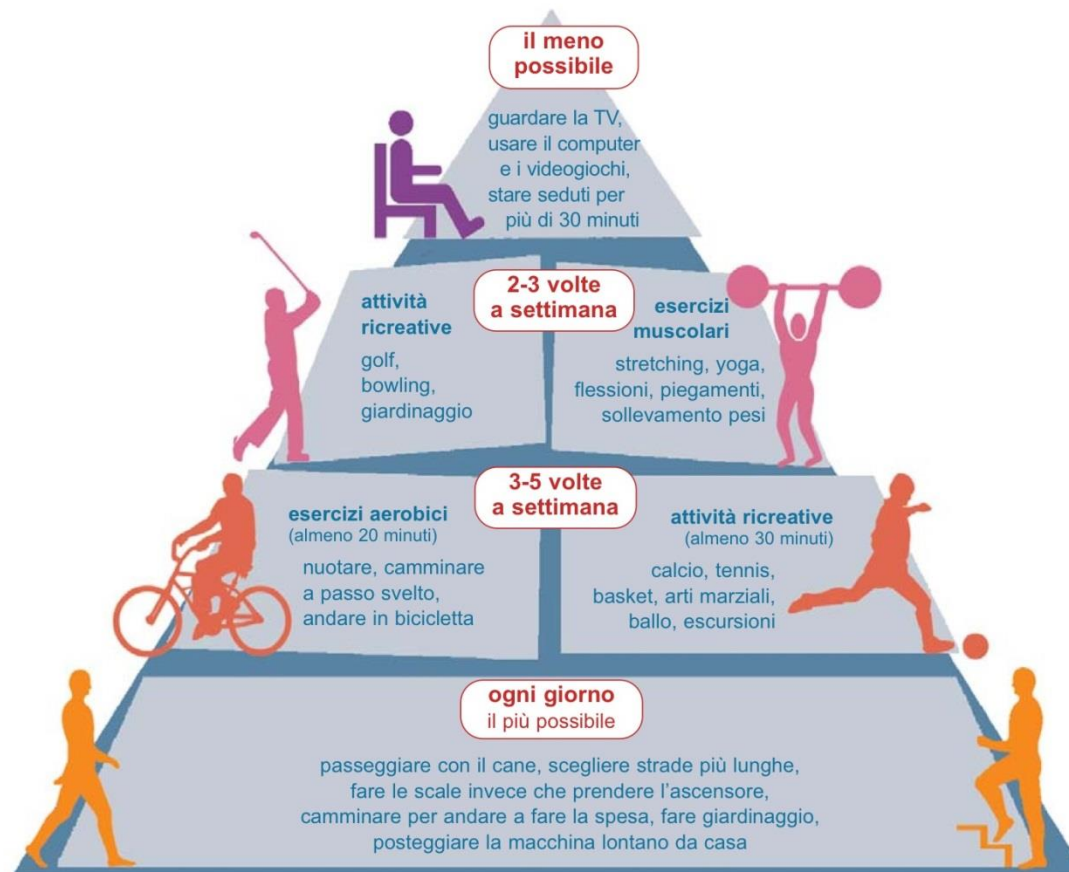 il meno
possibile
guardare la TV,
usare il computer
e i videogiochi,
stare seduti per
più di 30 minuti
2-3 volte
a settimana
attività
ricreative
golf,
bowling,
giardinaggio
esercizi
muscolari
stretching, yoga,
flessioni, piegamenti,
sollevamento pesi
3-5 volte
a settimana
esercizi aerobici
(almeno 20 minuti)
nuotare, camminare
a passo svelto,
andare in bicicletta
attività ricreative
(almeno 30 minuti)
calcio, tennis,
basket, arti marziali,
ballo, escursioni
ogni giorno
il più possibile
passeggiare con il cane, scegliere strade più lunghe,
fare le scale invece che prendere l'ascensore,
camminare per andare a fare la spesa, fare giardinaggio,
posteggiare la macchina lontano da casa